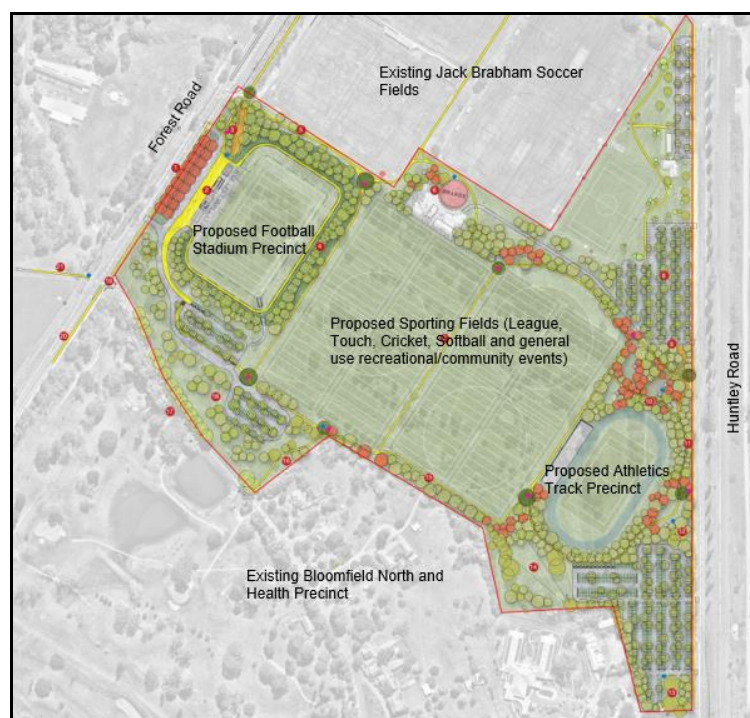 Existing Jack Brabham Soccer
Fields
Forest Road
Proposed Football
Stadium Precinct
Proposed Sporting Fields (League,
Touch, Cricket, Softball and general
use recreational/community events)
Huntley Road
Proposed Athletics
Track Precinct
Existing Bloomfield North and
Health Precinct